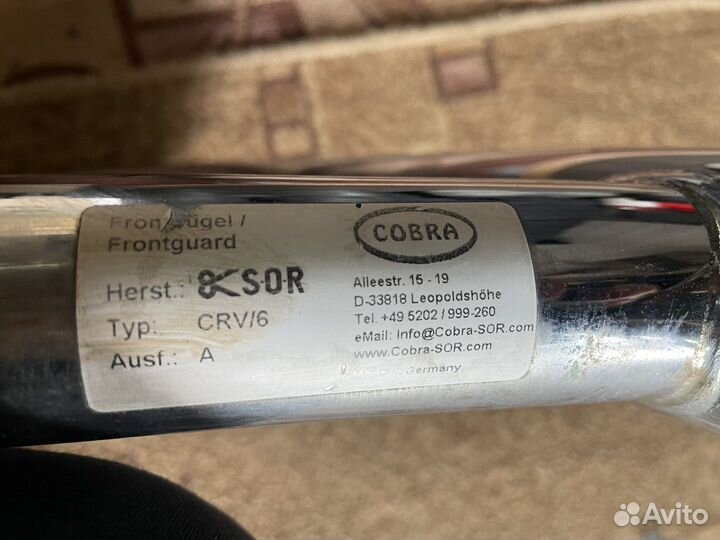 Frontbügel /
Frontguard
Herst.: S.O.R
Typ: CRV/6
Ausf.: A
COBRA
Alleestr. 15 - 19
D-33818 Leopoldshöhe
Tel. +49 5202 / 999-260
eMail: Info@Cobra-SOR.com
www.Cobra-SOR.com
Made in Germany
Avito